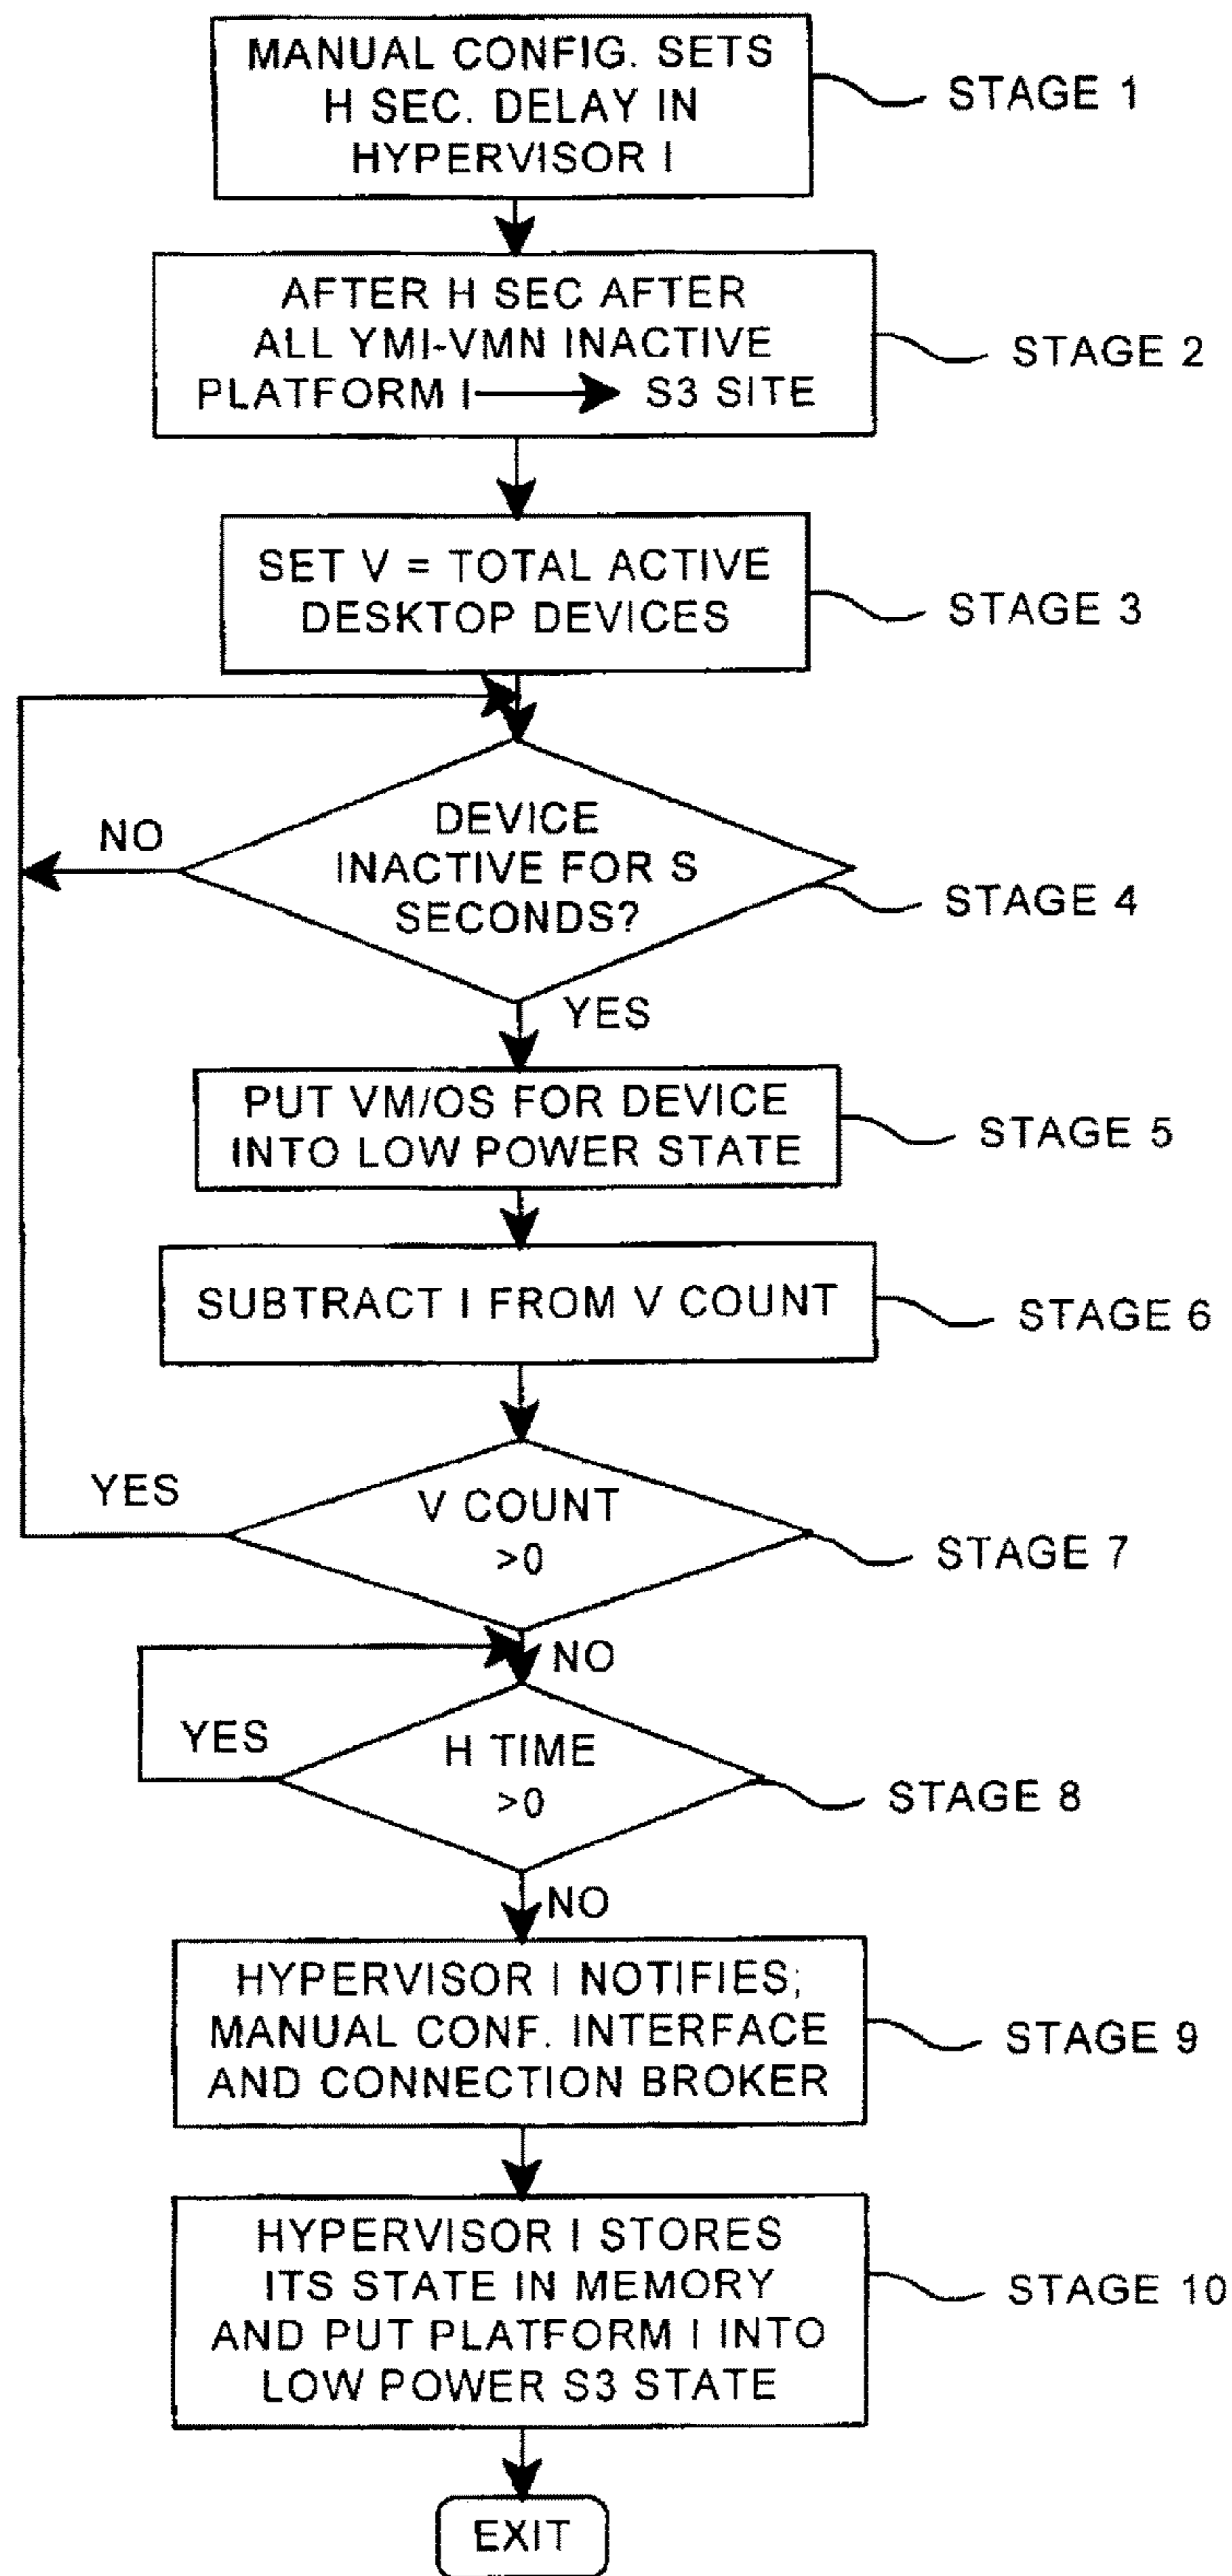 MANUAL CONFIG. SETS
H SEC. DELAY IN
HYPERVISOR I
STAGE 1
AFTER H SEC AFTER
ALL YMI-VMN INACTIVE
PLATFORM I S3 SITE
STAGE 2
SET V = TOTAL ACTIVE
DESKTOP DEVICES
STAGE 3
NO
DEVICE
INACTIVE FOR S
SECONDS?
STAGE 4
YES
PUT VM/OS FOR DEVICE
INTO LOW POWER STATE
STAGE 5
SUBTRACT I FROM V COUNT
STAGE 6
YES
V COUNT
>0
STAGE 7
NO
YES
H TIME
>0
STAGE 8
NO
HYPERVISOR I NOTIFIES;
MANUAL CONF. INTERFACE
AND CONNECTION BROKER
STAGE 9
HYPERVISOR I STORES
ITS STATE IN MEMORY
AND PUT PLATFORM I INTO
LOW POWER S3 STATE
STAGE 10
EXIT